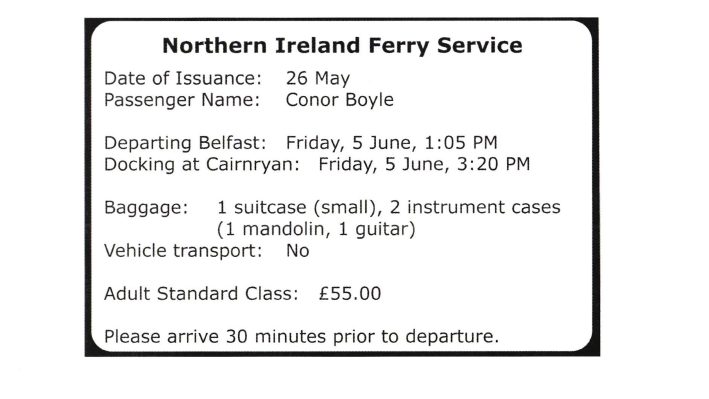 Northern Ireland Ferry Service
Date of Issuance: 26 May
Passenger Name: Conor Boyle
Departing Belfast: Friday, 5 June, 1:05 PM
Docking at Cairnryan: Friday, 5 June, 3:20 PM
Baggage: 1 suitcase (small), 2 instrument cases
(1 mandolin, 1 guitar)
Vehicle transport: No
Adult Standard Class: £55.00
Please arrive 30 minutes prior to departure.